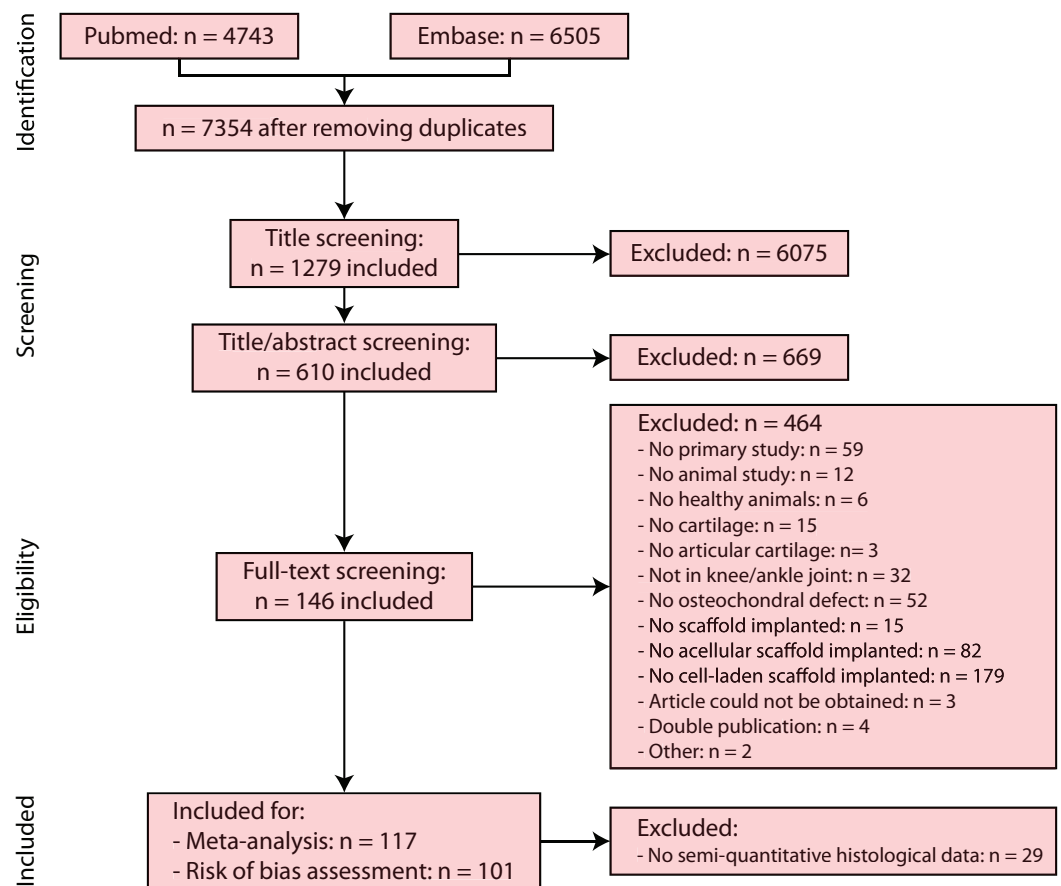 Identification
Pubmed: n = 4743
Embase: n = 6505
n = 7354 after removing duplicates
Screening
Title screening:
n = 1279 included
Excluded: n = 6075
Title/abstract screening:
n = 610 included
Excluded: n = 669
Eligibility
Full-text screening:
n = 146 included
Excluded: n = 464
- No primary study: n = 59
- No animal study: n = 12
- No healthy animals: n = 6
- No cartilage: n = 15
- No articular cartilage: n= 3
- Not in knee/ankle joint: n = 32
- No osteochondral defect: n = 52
- No scaffold implanted: n = 15
- No acellular scaffold implanted: n = 82
- No cell-laden scaffold implanted: n = 179
- Article could not be obtained: n = 3
- Double publication: n = 4
- Other: n = 2
Included
Included for:
- Meta-analysis: n = 117
- Risk of bias assessment: n = 101
Excluded:
- No semi-quantitative histological data: n = 29